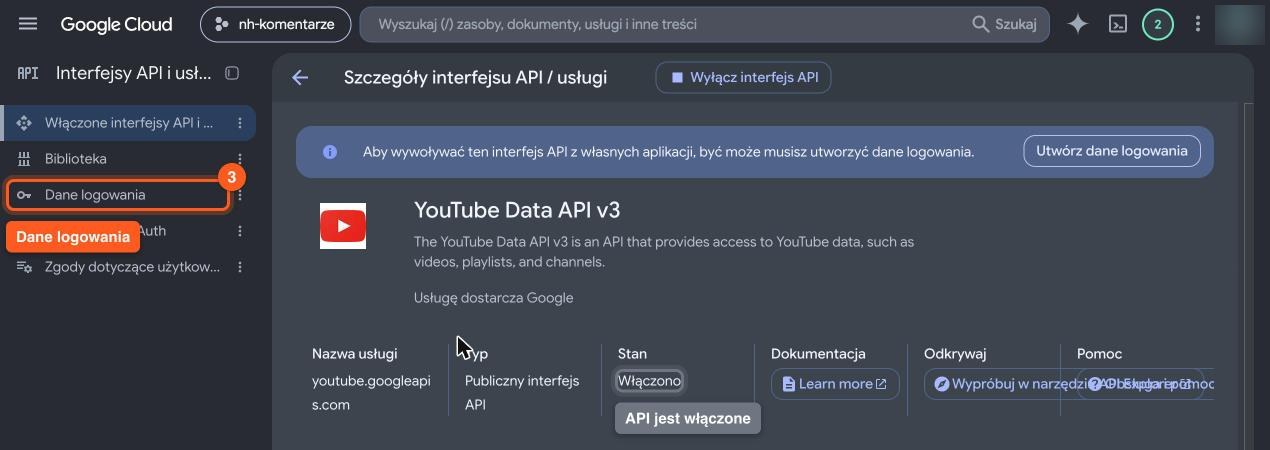 Google Cloud
nh-komentarze
Wyszukaj (/) zasoby, dokumenty, usługi i inne treści
Szukaj
2
API
Interfejsy API i usł...
Szczegóły interfejsu API / usługi
Wyłącz interfejs API
Włączone interfejsy API i ...
Biblioteka
3
Dane logowania
Dane logowania
Auth
Zgody dotyczące użytkow...
Aby wywoływać ten interfejs API z własnych aplikacji, być może musisz utworzyć dane logowania.
Utwórz dane logowania
YouTube Data API v3
The YouTube Data API v3 is an API that provides access to YouTube data, such as
videos, playlists, and channels.
Usługę dostarcza Google
Nazwa usługi
youtube.googleapi
s.com
Typ
Publiczny interfejs
API
Stan
Włączono
API jest włączone
Dokumentacja
Learn more
Odkrywaj
Wypróbuj w narzędziu API Explorer
Pomoc